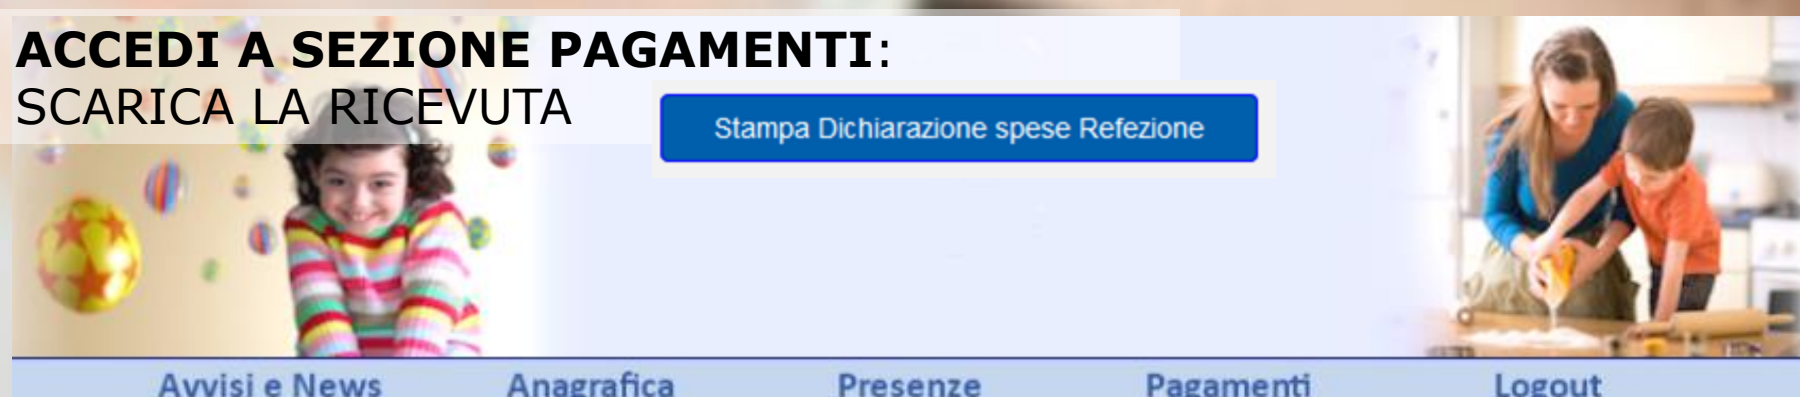 ACCEDI A SEZIONE PAGAMENTI:
SCARICA LA RICEVUTA
Stampa Dichiarazione spese Refezione
Avvisi e News Anagrafica Presenze Pagamenti Logout